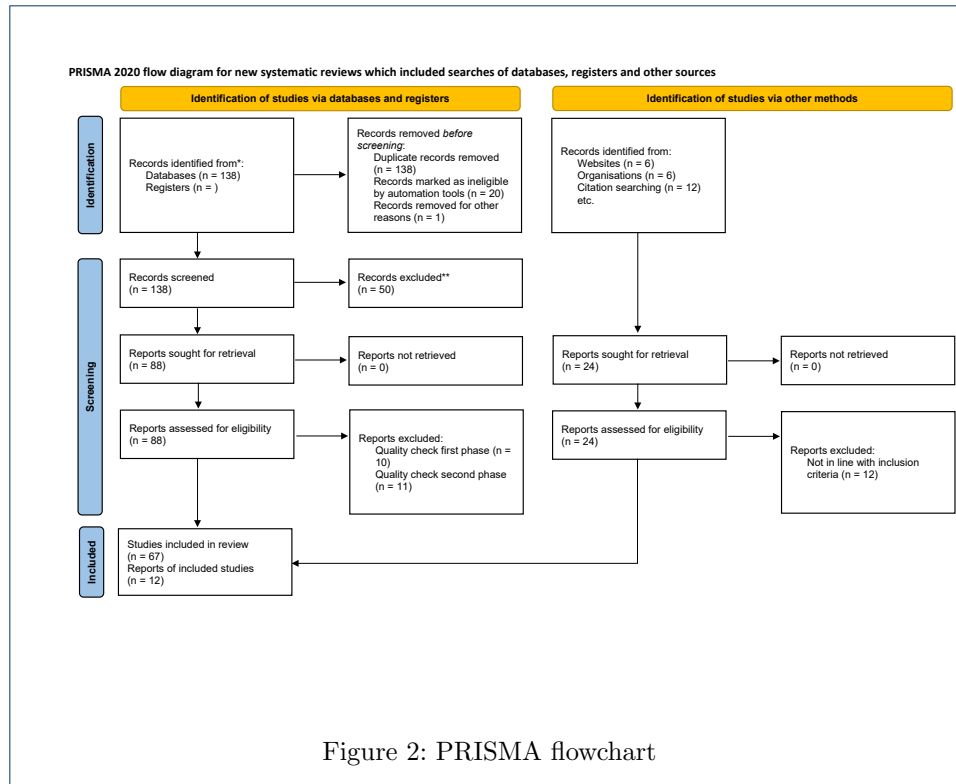 PRISMA 2020 flow diagram for new systematic reviews which included searches of databases, registers and other sources
Identification of studies via databases and registers
Identification of studies via other methods
Identification
Records identified from*:
Databases (n = 138)
Registers (n = )
Records removed before
screening:
Duplicate records removed
(n = 138)
Records marked as ineligible
by automation tools (n = 20)
Records removed for other
reasons (n = 1)
Records identified from:
Websites (n = 6)
Organisations (n = 6)
Citation searching (n = 12)
etc.
Screening
Records screened
(n = 138)
Records excluded**
(n = 50)
Reports sought for retrieval
(n = 88)
Reports not retrieved
(n = 0)
Reports sought for retrieval
(n = 24)
Reports not retrieved
(n = 0)
Reports assessed for eligibility
(n = 88)
Reports excluded:
Quality check first phase (n =
10)
Quality check second phase
(n = 11)
Reports assessed for eligibility
(n = 24)
Reports excluded:
Not in line with inclusion
criteria (n = 12)
Included
Studies included in review
(n = 67)
Reports of included studies
(n = 12)
Figure 2: PRISMA flowchart